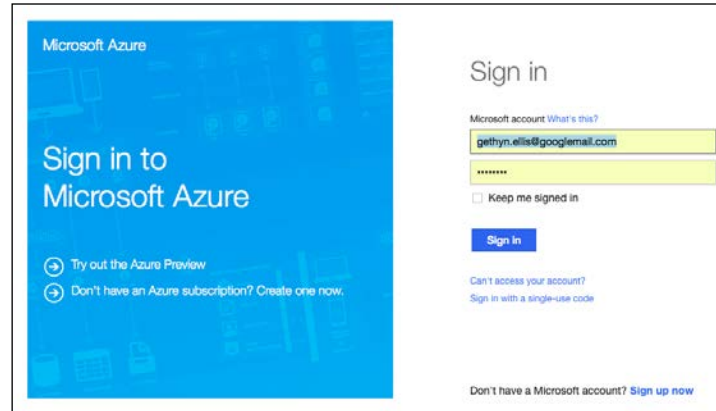 Microsoft Azure
Sign in to
Microsoft Azure
Try out the Azure Preview
Don't have an Azure subscription? Create one now.
Sign in
Microsoft account What's this?
gethyn.ellis@googlemail.com
••••••••
Keep me signed in
Sign in
Can't access your account?
Sign in with a single-use code
Don't have a Microsoft account? Sign up now